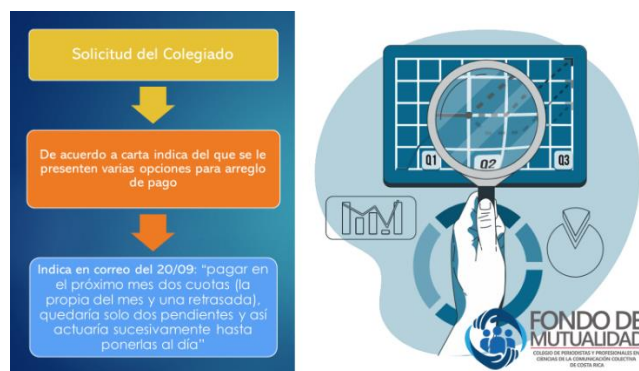 Solicitud del Colegiado
De acuerdo a carta indica del que se le
presenten varias opciones para arreglo
de pago
Indica en correo del 20/09: “pagar en
el próximo mes dos cuotas (la
propia del mes y una retrasada),
quedaría solo dos pendientes y así
actuaría sucesivamente hasta
ponerlas al día”
Q1
Q2
Q3
FONDO DE
MUTUALIDAD
COLEGIO DE PERIODISTAS Y PROFESIONALES EN
CIENCIAS DE LA COMUNICACIÓN COLECTIVA
DE COSTA RICA